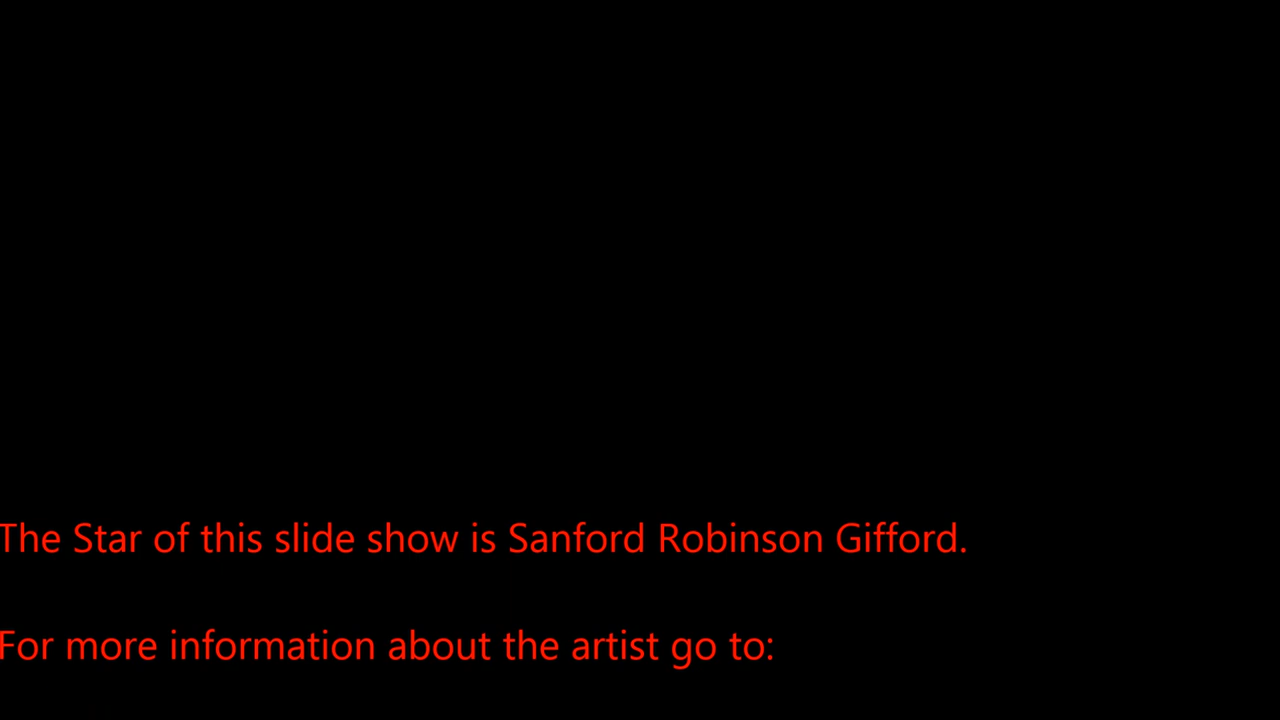 The Star of this slide show is Sanford Robinson Gifford.
For more information about the artist go to: